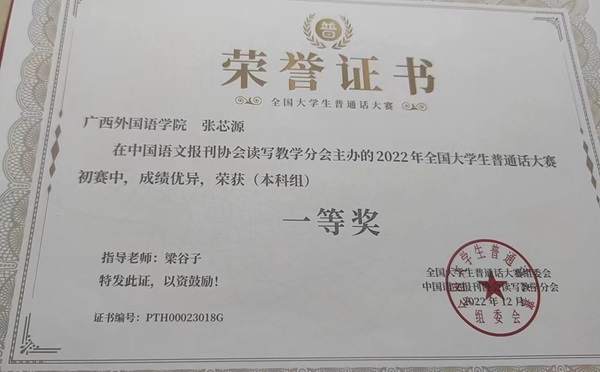 普
荣誉证书
全国大学生普通话大赛
广西外国语学院 张芯源
在中国语文报刊协会读写教学分会主办的2022年全国大学生普通话大赛
初赛中，成绩优异，荣获（本科组）
一等奖
指导老师：梁谷子
特发此证，以资鼓励！
全国大学生普通话大赛组委会
中国语文报刊协会读写教学分会
2022年12月
证书编号：PTH00023018G